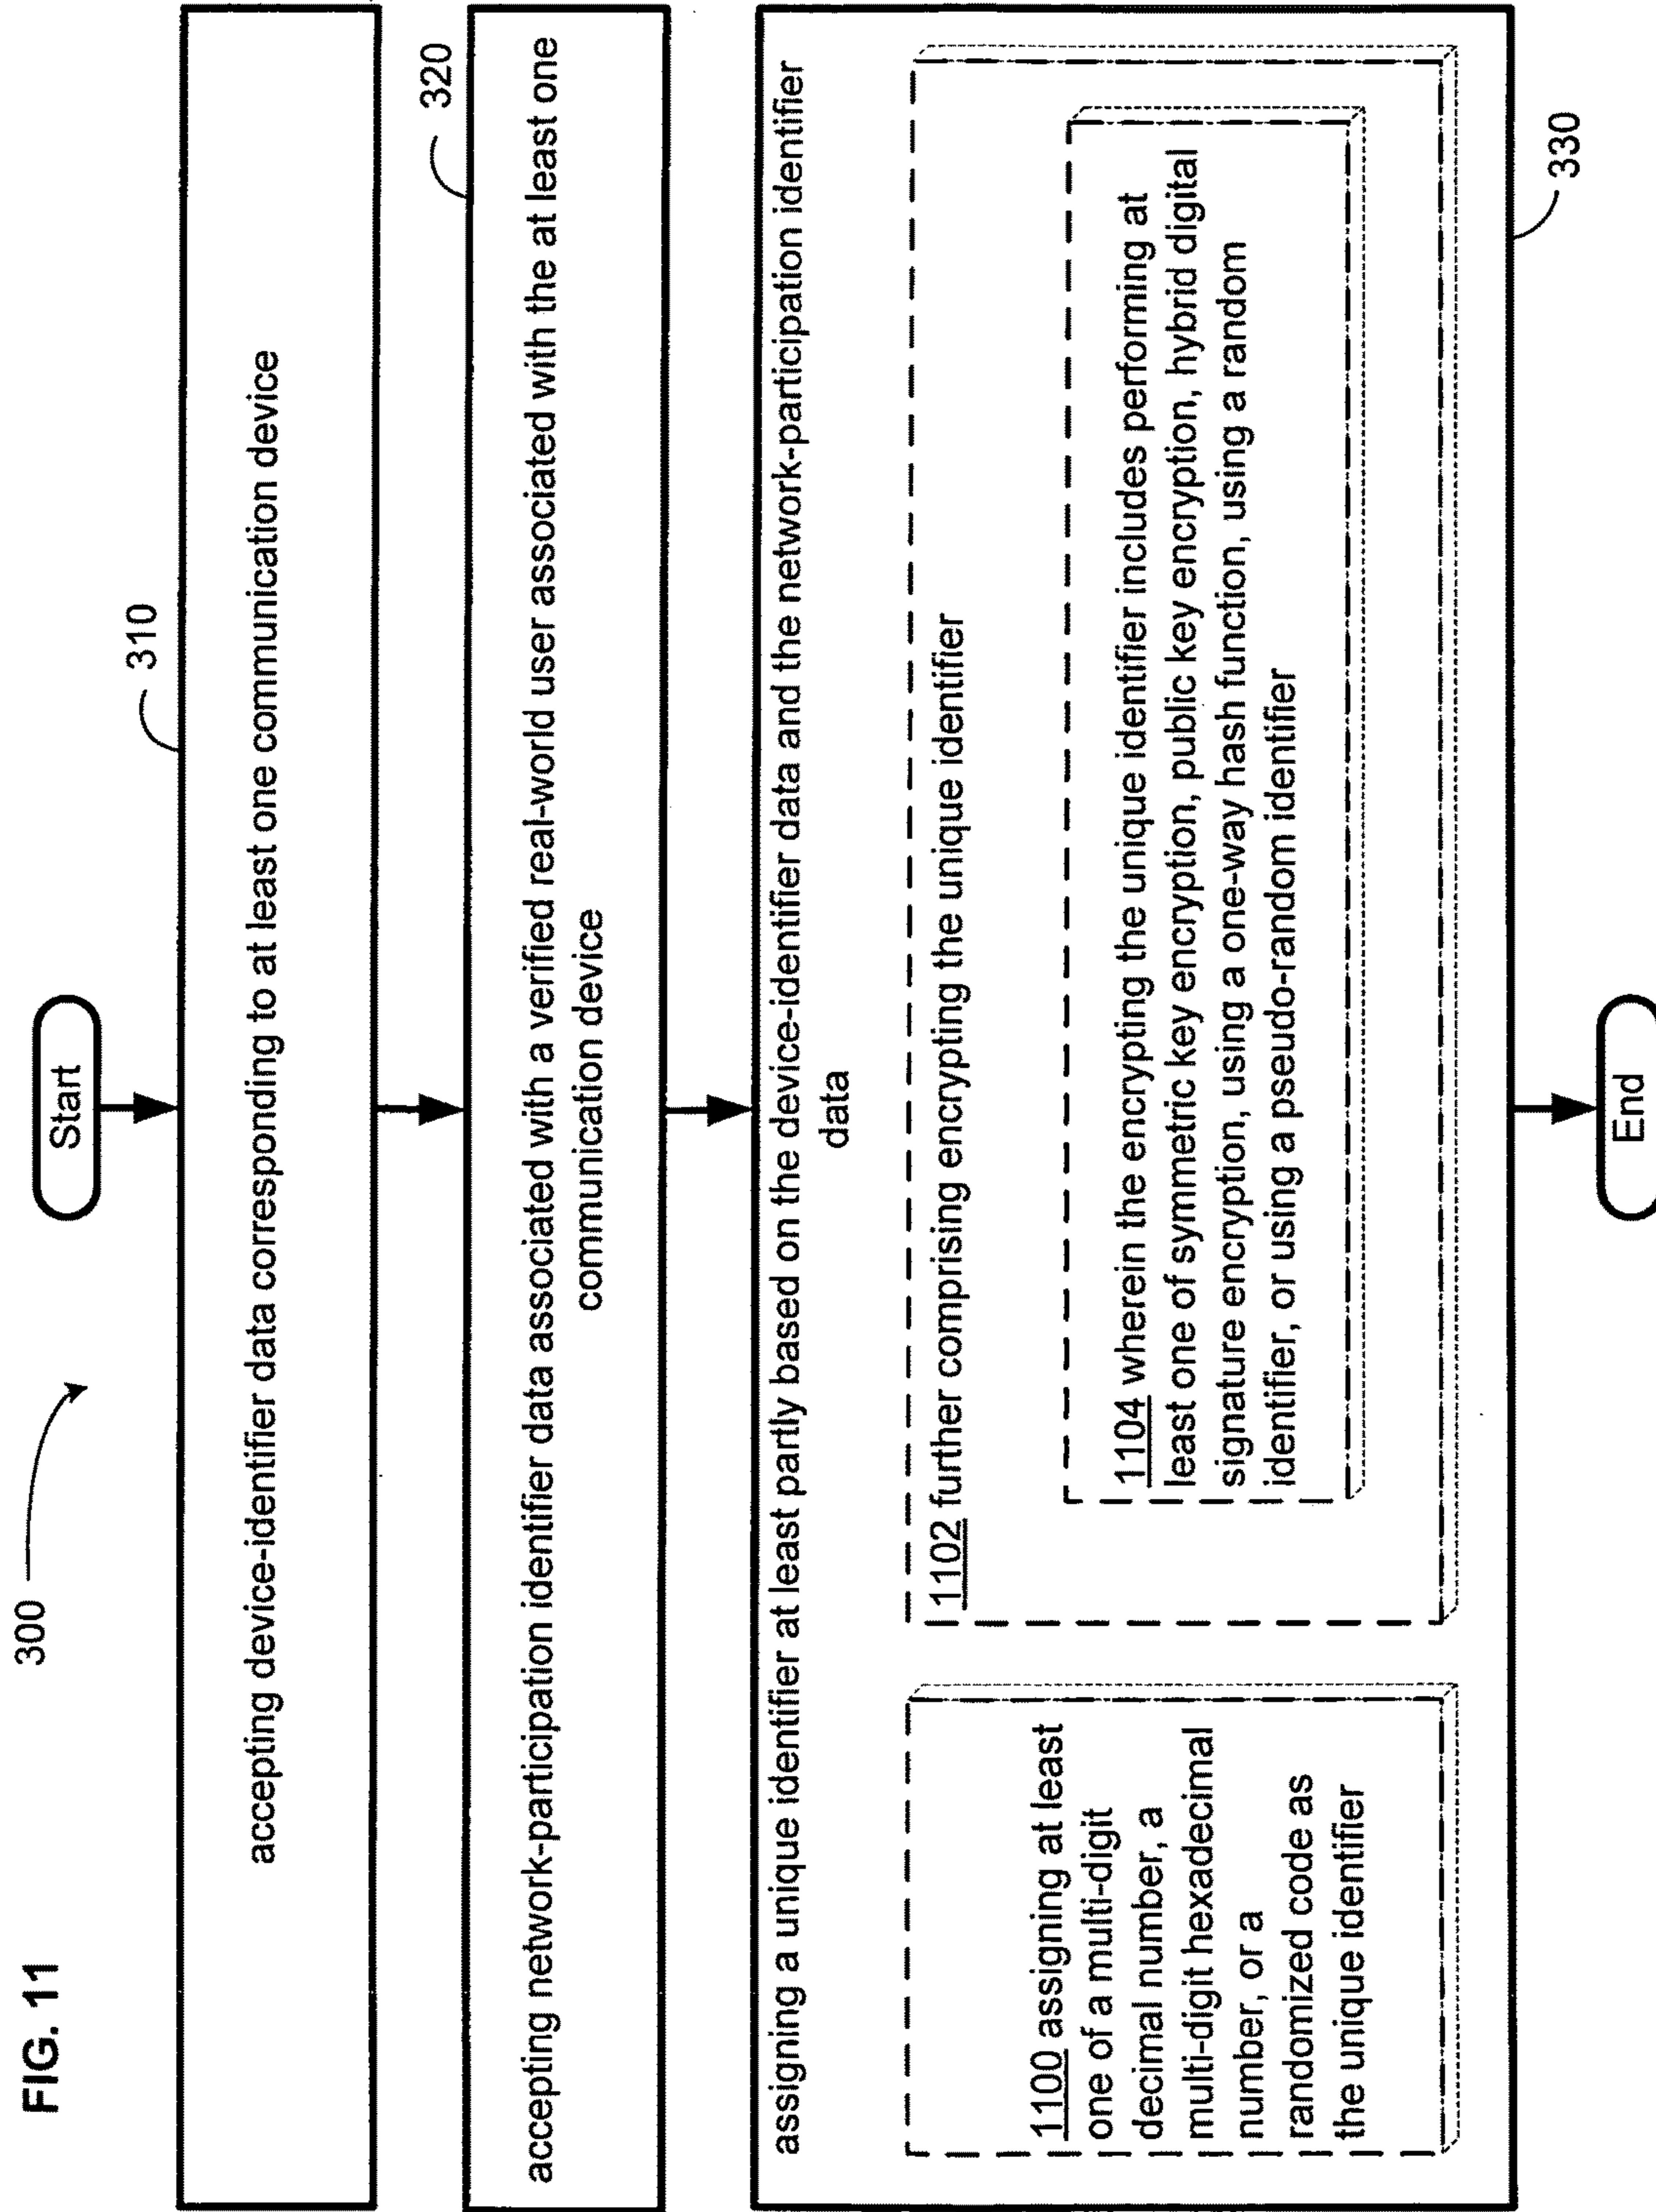 FIG. 11
300
Start
310
accepting device-identifier data corresponding to at least one communication device
320
accepting network-participation identifier data associated with a verified real-world user associated with the at least one
communication device
assigning a unique identifier at least partly based on the device-identifier data and the network-participation identifier
data
1100 assigning at least
one of a multi-digit
decimal number, a
multi-digit hexadecimal
number, or a
randomized code as
the unique identifier
1102 further comprising encrypting the unique identifier
1104 wherein the encrypting the unique identifier includes performing at
least one of symmetric key encryption, public key encryption, hybrid digital
signature encryption, using a one-way hash function, using a random
identifier, or using a pseudo-random identifier
330
End